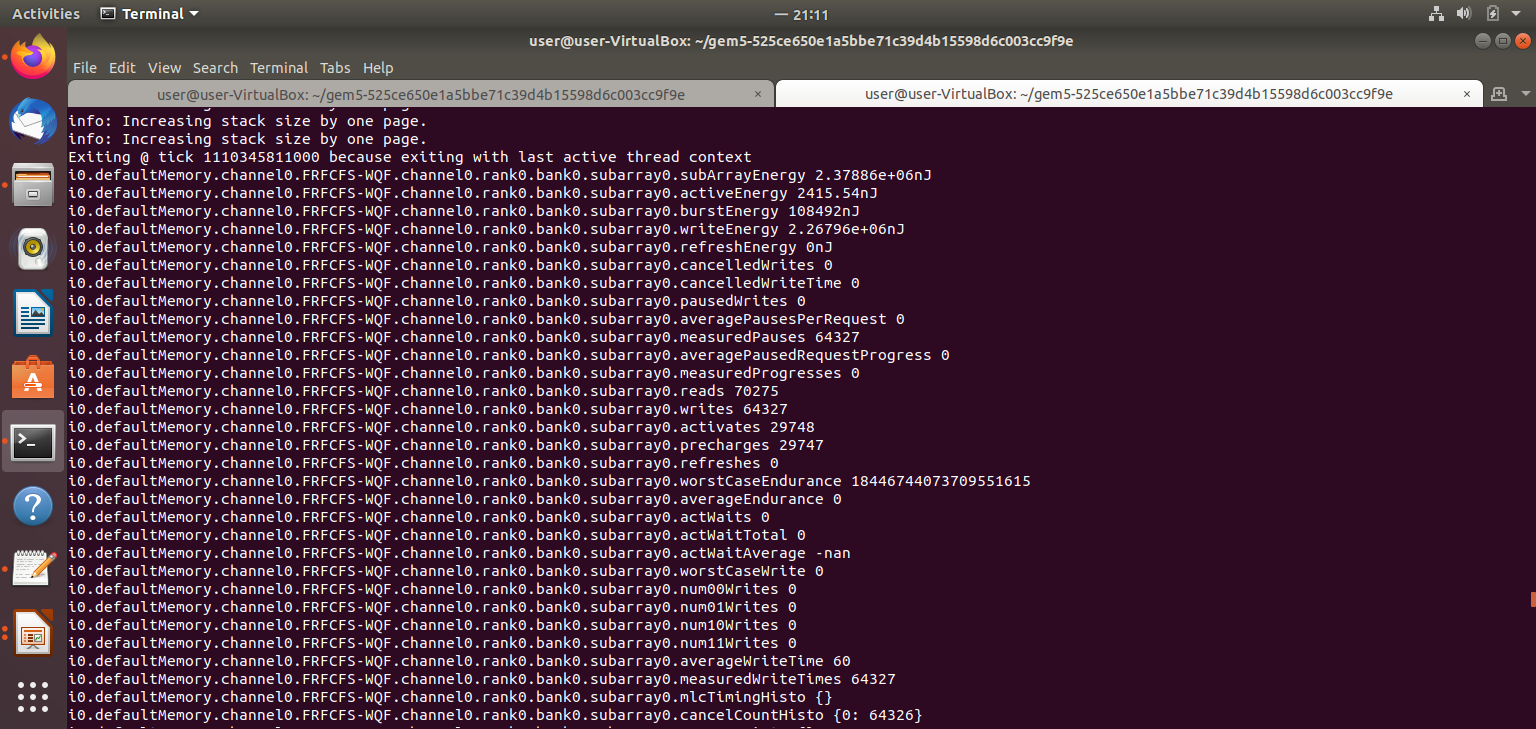 Activities Terminal 21:11
user@user-VirtualBox: ~/gem5-525ce650e1a5bbe71c39d4b15598d6c003cc9f9e
File Edit View Search Terminal Tabs Help
user@user-VirtualBox: ~/gem5-525ce650e1a5bbe71c39d4b15598d6c003cc9f9e × user@user-VirtualBox: ~/gem5-525ce650e1a5bbe71c39d4b15598d6c003cc9f9e ×
info: Increasing stack size by one page.
info: Increasing stack size by one page.
Exiting @ tick 1110345811000 because exiting with last active thread context
i0.defaultMemory.channel0.FRFCFS-WQF.channel0.rank0.bank0.subarray0.subArrayEnergy 2.37886e+06nJ
i0.defaultMemory.channel0.FRFCFS-WQF.channel0.rank0.bank0.subarray0.activeEnergy 2415.54nJ
i0.defaultMemory.channel0.FRFCFS-WQF.channel0.rank0.bank0.subarray0.burstEnergy 108492nJ
i0.defaultMemory.channel0.FRFCFS-WQF.channel0.rank0.bank0.subarray0.writeEnergy 2.26796e+06nJ
i0.defaultMemory.channel0.FRFCFS-WQF.channel0.rank0.bank0.subarray0.refreshEnergy 0nJ
i0.defaultMemory.channel0.FRFCFS-WQF.channel0.rank0.bank0.subarray0.cancelledWrites 0
i0.defaultMemory.channel0.FRFCFS-WQF.channel0.rank0.bank0.subarray0.cancelledWriteTime 0
i0.defaultMemory.channel0.FRFCFS-WQF.channel0.rank0.bank0.subarray0.pausedWrites 0
i0.defaultMemory.channel0.FRFCFS-WQF.channel0.rank0.bank0.subarray0.averagePausesPerRequest 0
i0.defaultMemory.channel0.FRFCFS-WQF.channel0.rank0.bank0.subarray0.measuredPauses 64327
i0.defaultMemory.channel0.FRFCFS-WQF.channel0.rank0.bank0.subarray0.averagePausedRequestProgress 0
i0.defaultMemory.channel0.FRFCFS-WQF.channel0.rank0.bank0.subarray0.measuredProgresses 0
i0.defaultMemory.channel0.FRFCFS-WQF.channel0.rank0.bank0.subarray0.reads 70275
i0.defaultMemory.channel0.FRFCFS-WQF.channel0.rank0.bank0.subarray0.writes 64327
i0.defaultMemory.channel0.FRFCFS-WQF.channel0.rank0.bank0.subarray0.activates 29748
i0.defaultMemory.channel0.FRFCFS-WQF.channel0.rank0.bank0.subarray0.precharges 29747
i0.defaultMemory.channel0.FRFCFS-WQF.channel0.rank0.bank0.subarray0.refreshes 0
i0.defaultMemory.channel0.FRFCFS-WQF.channel0.rank0.bank0.subarray0.worstCaseEndurance 18446744073709551615
i0.defaultMemory.channel0.FRFCFS-WQF.channel0.rank0.bank0.subarray0.averageEndurance 0
i0.defaultMemory.channel0.FRFCFS-WQF.channel0.rank0.bank0.subarray0.actWaits 0
i0.defaultMemory.channel0.FRFCFS-WQF.channel0.rank0.bank0.subarray0.actWaitTotal 0
i0.defaultMemory.channel0.FRFCFS-WQF.channel0.rank0.bank0.subarray0.actWaitAverage -nan
i0.defaultMemory.channel0.FRFCFS-WQF.channel0.rank0.bank0.subarray0.worstCaseWrite 0
i0.defaultMemory.channel0.FRFCFS-WQF.channel0.rank0.bank0.subarray0.num00Writes 0
i0.defaultMemory.channel0.FRFCFS-WQF.channel0.rank0.bank0.subarray0.num01Writes 0
i0.defaultMemory.channel0.FRFCFS-WQF.channel0.rank0.bank0.subarray0.num10Writes 0
i0.defaultMemory.channel0.FRFCFS-WQF.channel0.rank0.bank0.subarray0.num11Writes 0
i0.defaultMemory.channel0.FRFCFS-WQF.channel0.rank0.bank0.subarray0.averageWriteTime 60
i0.defaultMemory.channel0.FRFCFS-WQF.channel0.rank0.bank0.subarray0.measuredWriteTimes 64327
i0.defaultMemory.channel0.FRFCFS-WQF.channel0.rank0.bank0.subarray0.mlcTimingHisto {}
i0.defaultMemory.channel0.FRFCFS-WQF.channel0.rank0.bank0.subarray0.cancelCountHisto {0: 64326}